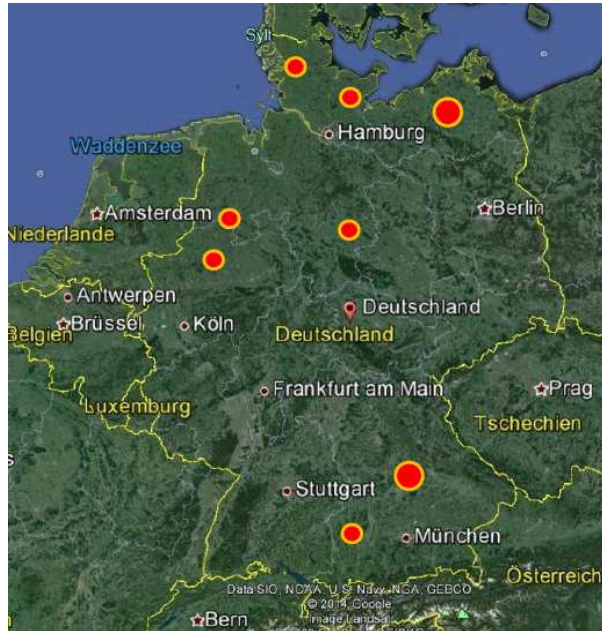 Sylt
Hamburg
Waddenzee
Amsterdam
Berlin
Niederlande
Antwerpen
Deutschland
Brüssel
Köln
Deutschland
Belgien
Frankfurt am Main
Prag
Luxemburg
Tschechien
s
Stuttgart
München
Österreich
Data SIO, NOAA, U.S. Navy, NGA, GEBCO
© 2014 Google
Image Landsat
Bern